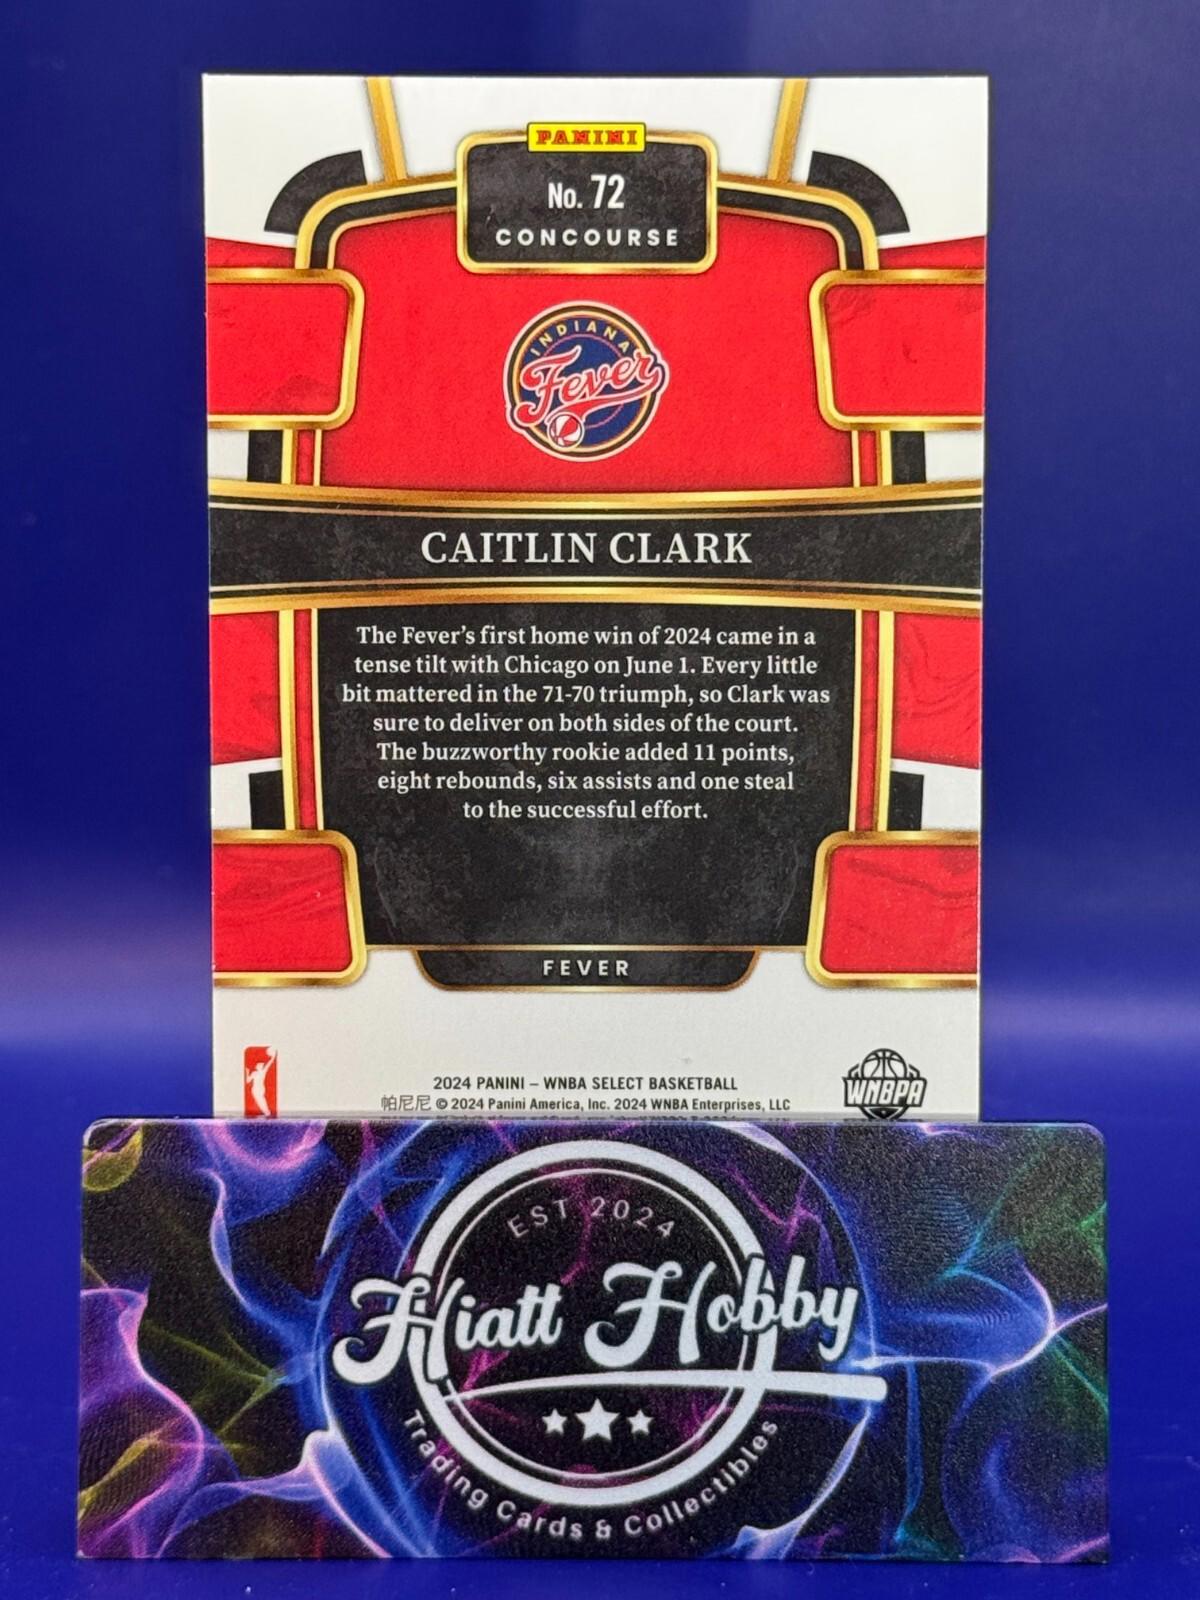 PANINI
No. 72
CONCOURSE
INDIANA
Fever
CAITLIN CLARK
The Fever's first home win of 2024 came in a
tense tilt with Chicago on June 1. Every little
bit mattered in the 71-70 triumph, so Clark was
sure to deliver on both sides of the court.
The buzzworthy rookie added 11 points,
eight rebounds, six assists and one steal
to the successful effort.
FEVER
2024 PANINI – WNBA SELECT BASKETBALL
帕尼尼 © 2024 Panini America, Inc. 2024 WNBA Enterprises, LLC
WNBPA
EST 2024
Hiatt Hobby
Trading Cards & Collectibles